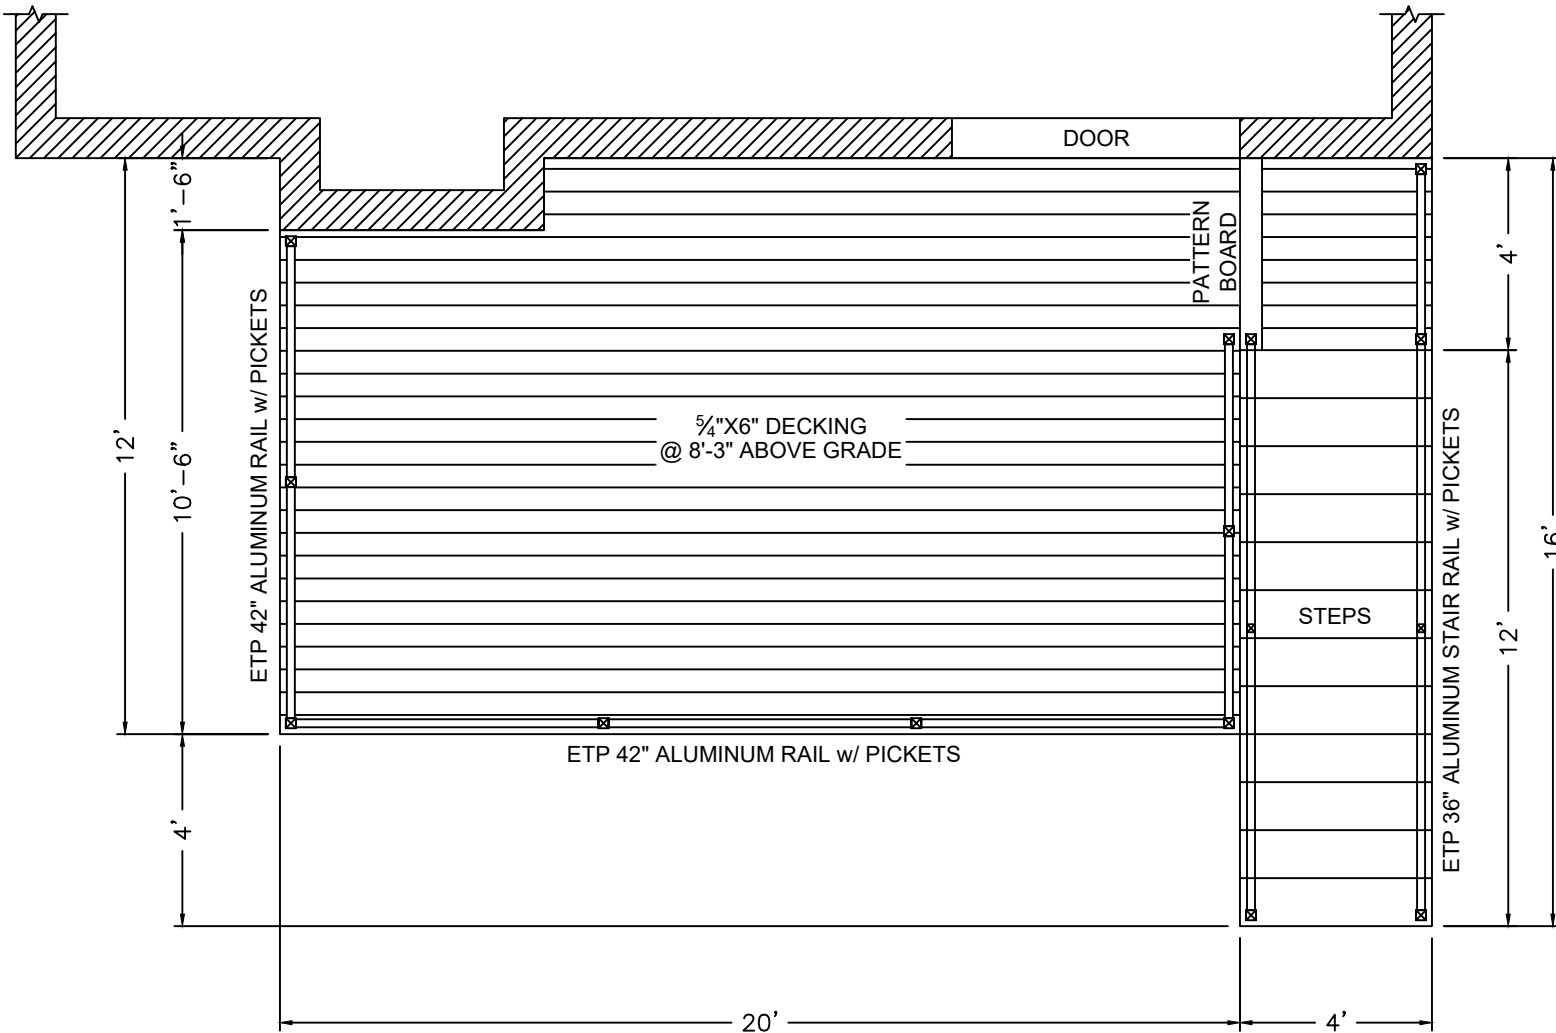 DOOR
1'-6"
PATTERN
BOARD
4'
ETP 42" ALUMINUM RAIL w/ PICKETS
12'
10'-6"
⁵⁄₄"X6" DECKING
@ 8'-3" ABOVE GRADE
ETP 36" ALUMINUM STAIR RAIL w/ PICKETS
16'
STEPS
12'
ETP 42" ALUMINUM RAIL w/ PICKETS
4'
20'
4'